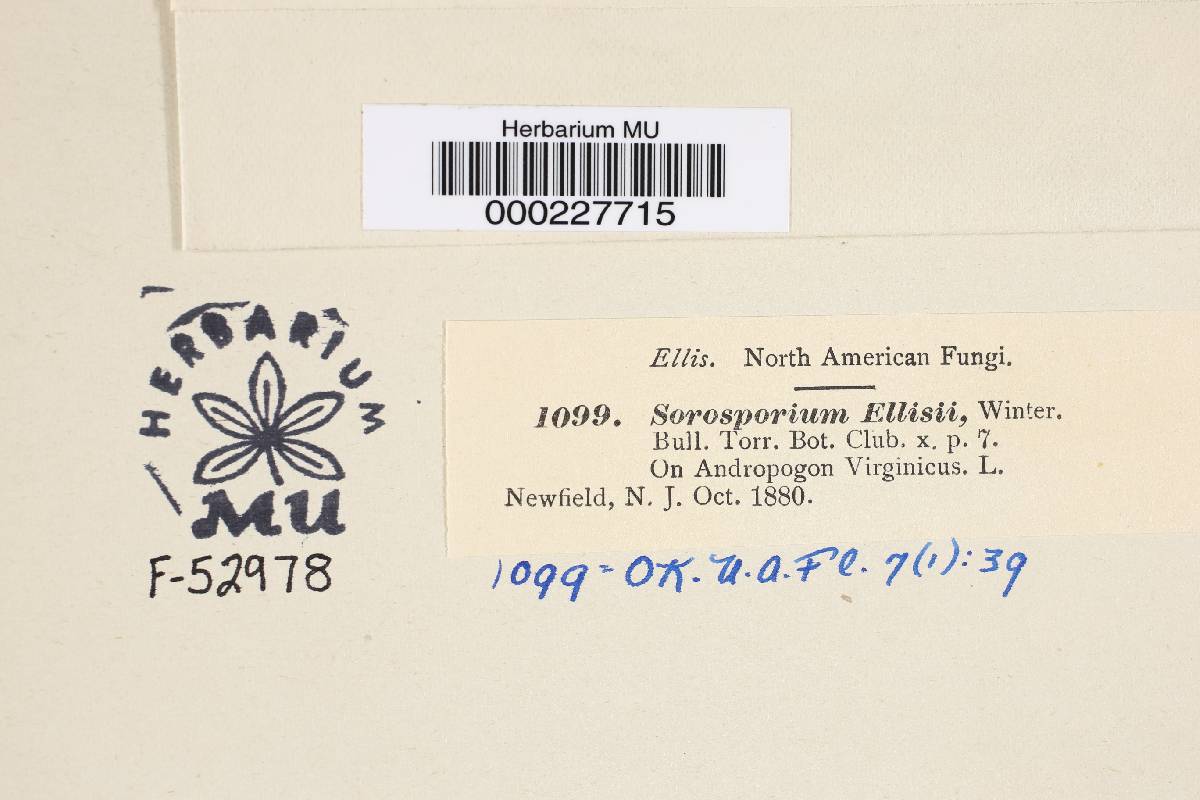 Herbarium MU
000227715
HERBARIUM
MU
F-52978
Ellis. North American Fungi.
1099. Sorosporium Ellisii, Winter.
Bull. Torr. Bot. Club. x. p. 7.
On Andropogon Virginicus. L.
Newfield, N. J. Oct. 1880.
1099 = OK. N.A.Fl. 7(1): 39